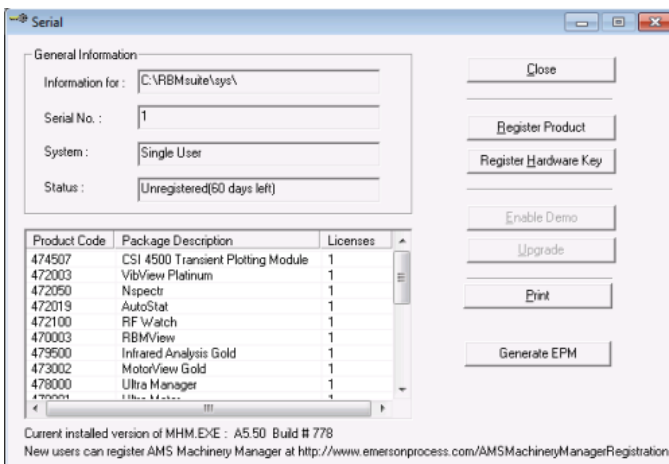 Serial
General Information
Information for : C:\RBMsuite\sys\
Serial No. : 1
System : Single User
Status : Unregistered(60 days left)
Close
Register Product
Register Hardware Key
Enable Demo
Upgrade
Print
Generate EPM
Product Code Package Description Licenses
474507 CSI 4500 Transient Plotting Module 1
472003 VibView Platinum 1
472050 Nspectr 1
472019 AutoStat 1
472100 RF Watch 1
470003 RBMView 1
479500 Infrared Analysis Gold 1
473002 MotorView Gold 1
478000 Ultra Manager 1
Current installed version of MHM.EXE : A5.50 Build # 778
New users can register AMS Machinery Manager at http://www.emersonprocess.com/AMSMachineryManagerRegistration